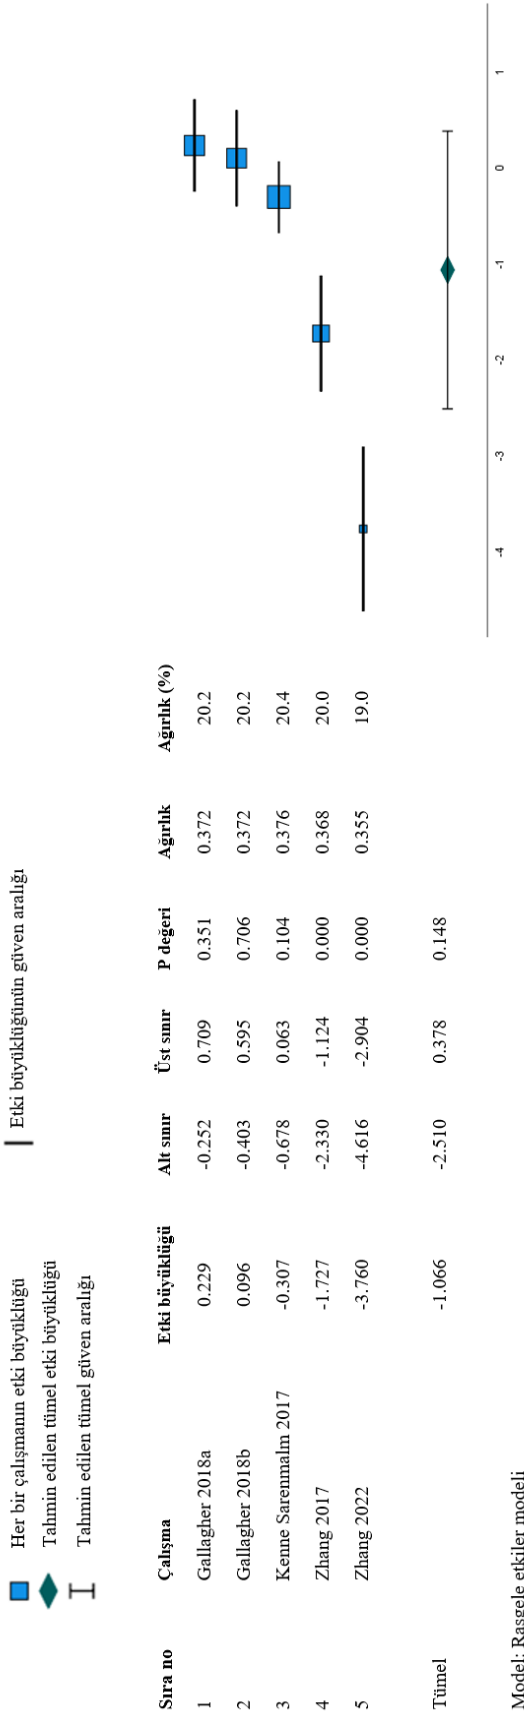 Her bir çalışmanın etki büyüklüğü
Etki büyüklüğünün güven aralığı
Tahmin edilen tümel etki büyüklüğü
Tahmin edilen tümel güven aralığı
Sıra no Çalışma Etki büyüklüğü Alt sınır Üst sınır P değeri Ağırlık Ağırlık (%)
1 Gallagher 2018a 0.229 -0.252 0.709 0.351 0.372 20.2
2 Gallagher 2018b 0.096 -0.403 0.595 0.706 0.372 20.2
3 Kenne Sarenmalm 2017 -0.307 -0.678 0.063 0.104 0.376 20.4
4 Zhang 2017 -1.727 -2.330 -1.124 0.000 0.368 20.0
5 Zhang 2022 -3.760 -4.616 -2.904 0.000 0.355 19.0
Tümel -1.066 -2.510 0.378 0.148
-4 -3 -2 -1 0 1
Model: Rasgele etkiler modeli